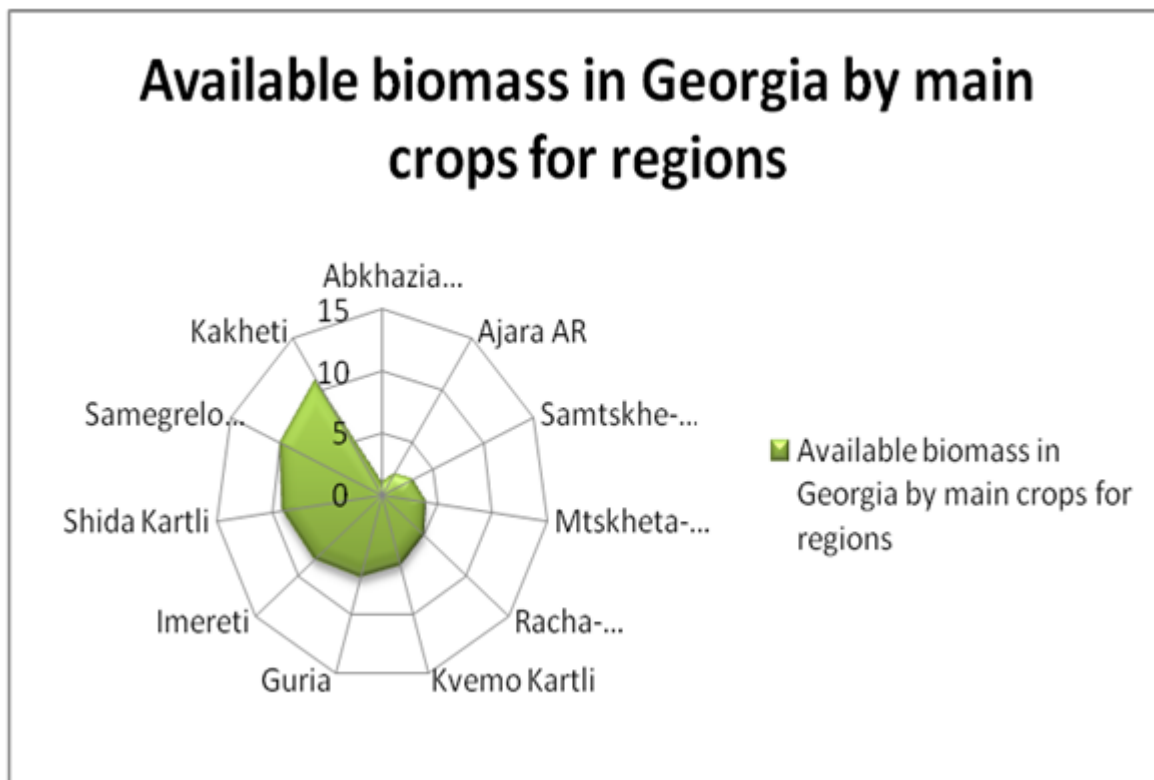 Available biomass in Georgia by main
crops for regions
Abkhazia...
15
Kakheti
Ajara AR
10
Samegrelo...
Samtskhe-...
5
0
Shida Kartli
Mtskheta-...
Imereti
Racha-...
Guria
Kvemo Kartli
Available biomass in
Georgia by main crops for
regions